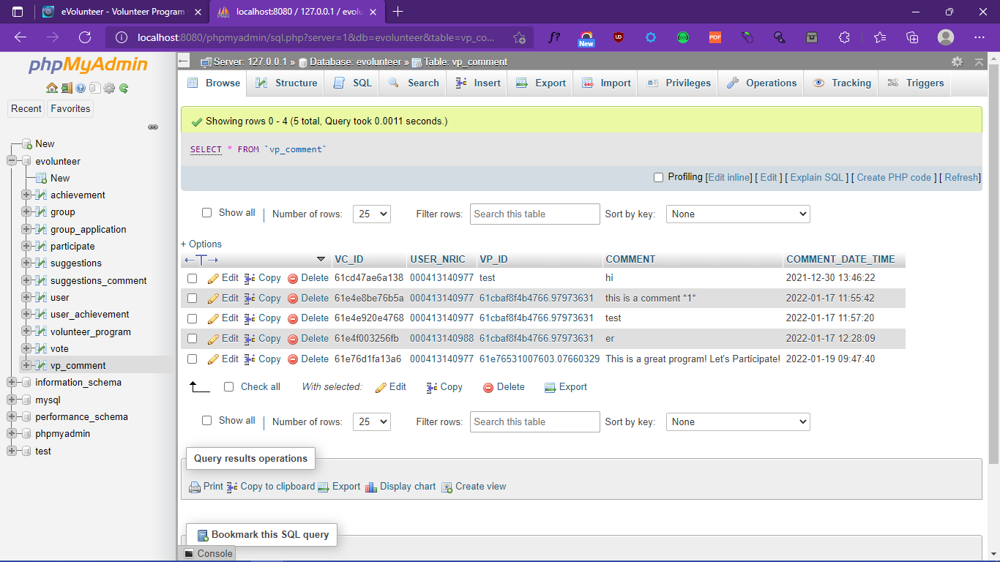 eVolunteer - Volunteer Program
localhost:8080 / 127.0.0.1 / evolu
localhost:8080/phpmyadmin/sql.php?server=1&db=evolunteer&table=vp_co...
f?
New
UD
PDF
phpMyAdmin
Recent
Favorites
New
evolunteer
New
achievement
group
group_application
participate
suggestions
suggestions_comment
user
user_achievement
volunteer_program
vote
vp_comment
information_schema
mysql
performance_schema
phpmyadmin
test
Server: 127.0.0.1 » Database: evolunteer » Table: vp_comment
Browse Structure SQL Search Insert Export Import Privileges Operations Tracking Triggers
Showing rows 0 - 4 (5 total, Query took 0.0011 seconds.)
SELECT * FROM `vp_comment`
Profiling [Edit inline] [ Edit ] [ Explain SQL ] [ Create PHP code ] [ Refresh]
Show all | Number of rows: 25 Filter rows: Search this table Sort by key: None
+ Options
←T→ VC_ID USER_NRIC VP_ID COMMENT COMMENT_DATE_TIME
Edit Copy Delete 61cd47ae6a138 000413140977 test hi 2021-12-30 13:46:22
Edit Copy Delete 61e4e8be76b5a 000413140977 61cbaf8f4b4766.97973631 this is a comment *1* 2022-01-17 11:55:42
Edit Copy Delete 61e4e920e4768 000413140977 61cbaf8f4b4766.97973631 test 2022-01-17 11:57:20
Edit Copy Delete 61e4f003256fb 000413140988 61cbaf8f4b4766.97973631 er 2022-01-17 12:28:09
Edit Copy Delete 61e76d1fa13a6 000413140977 61e76531007603.07660329 This is a great program! Let's Participate! 2022-01-19 09:47:40
Check all With selected: Edit Copy Delete Export
Show all | Number of rows: 25 Filter rows: Search this table Sort by key: None
Query results operations
Print Copy to clipboard Export Display chart Create view
Bookmark this SQL query
Console